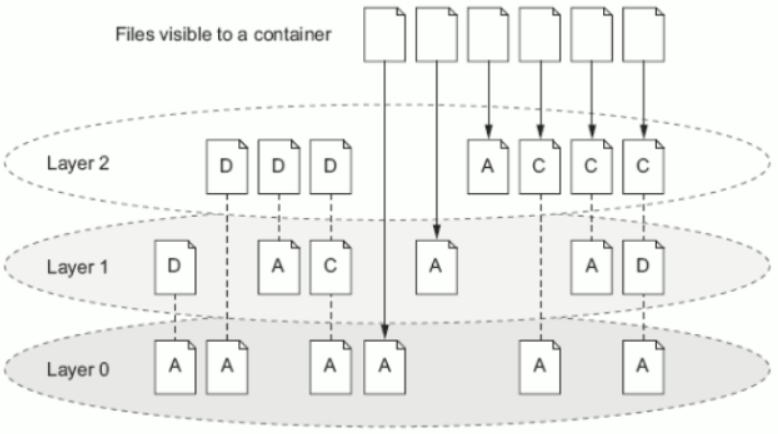 Files visible to a container
Layer 2
D D D A C C C
Layer 1
D A C A A D
Layer 0
A A A A A A